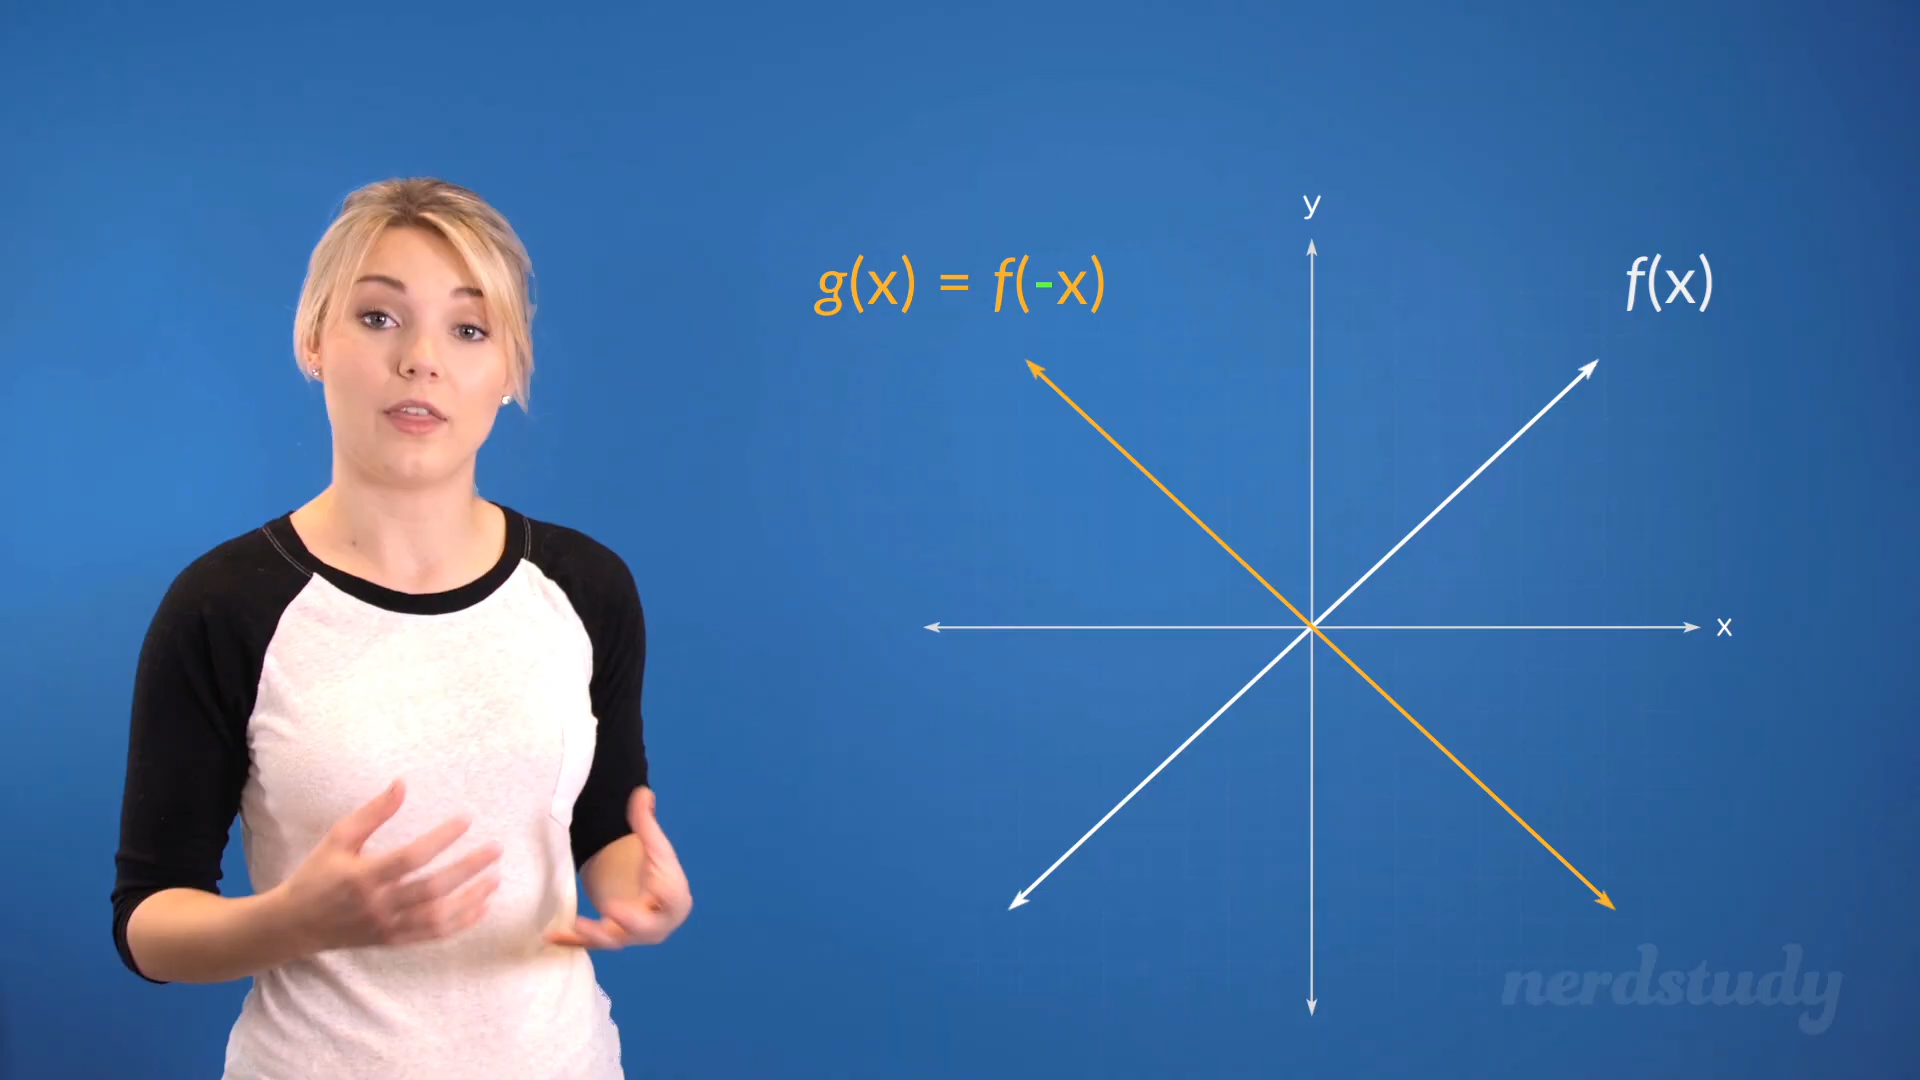 y
g(x) = f(-x)
f(x)
x
nerdstudy